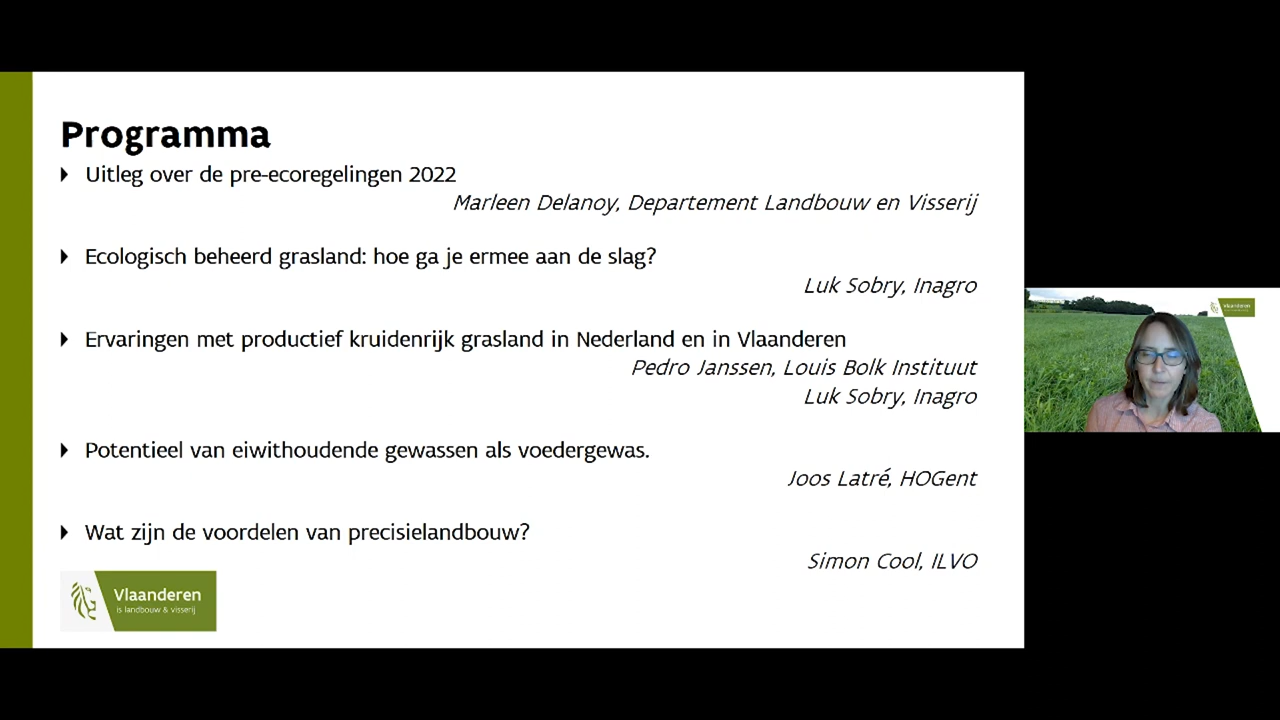 Programma
Uitleg over de pre-ecoregelingen 2022
Marleen Delanoy, Departement Landbouw en Visserij
Ecologisch beheerd grasland: hoe ga je ermee aan de slag?
Luk Sobry, Inagro
Ervaringen met productief kruidenrijk grasland in Nederland en in Vlaanderen
Pedro Janssen, Louis Bolk Instituut
Luk Sobry, Inagro
Potentieel van eiwithoudende gewassen als voedergewas.
Joos Latré, HOGent
Wat zijn de voordelen van precisielandbouw?
Simon Cool, ILVO
Vlaanderen
is landbouw & visserij
Vlaanderen